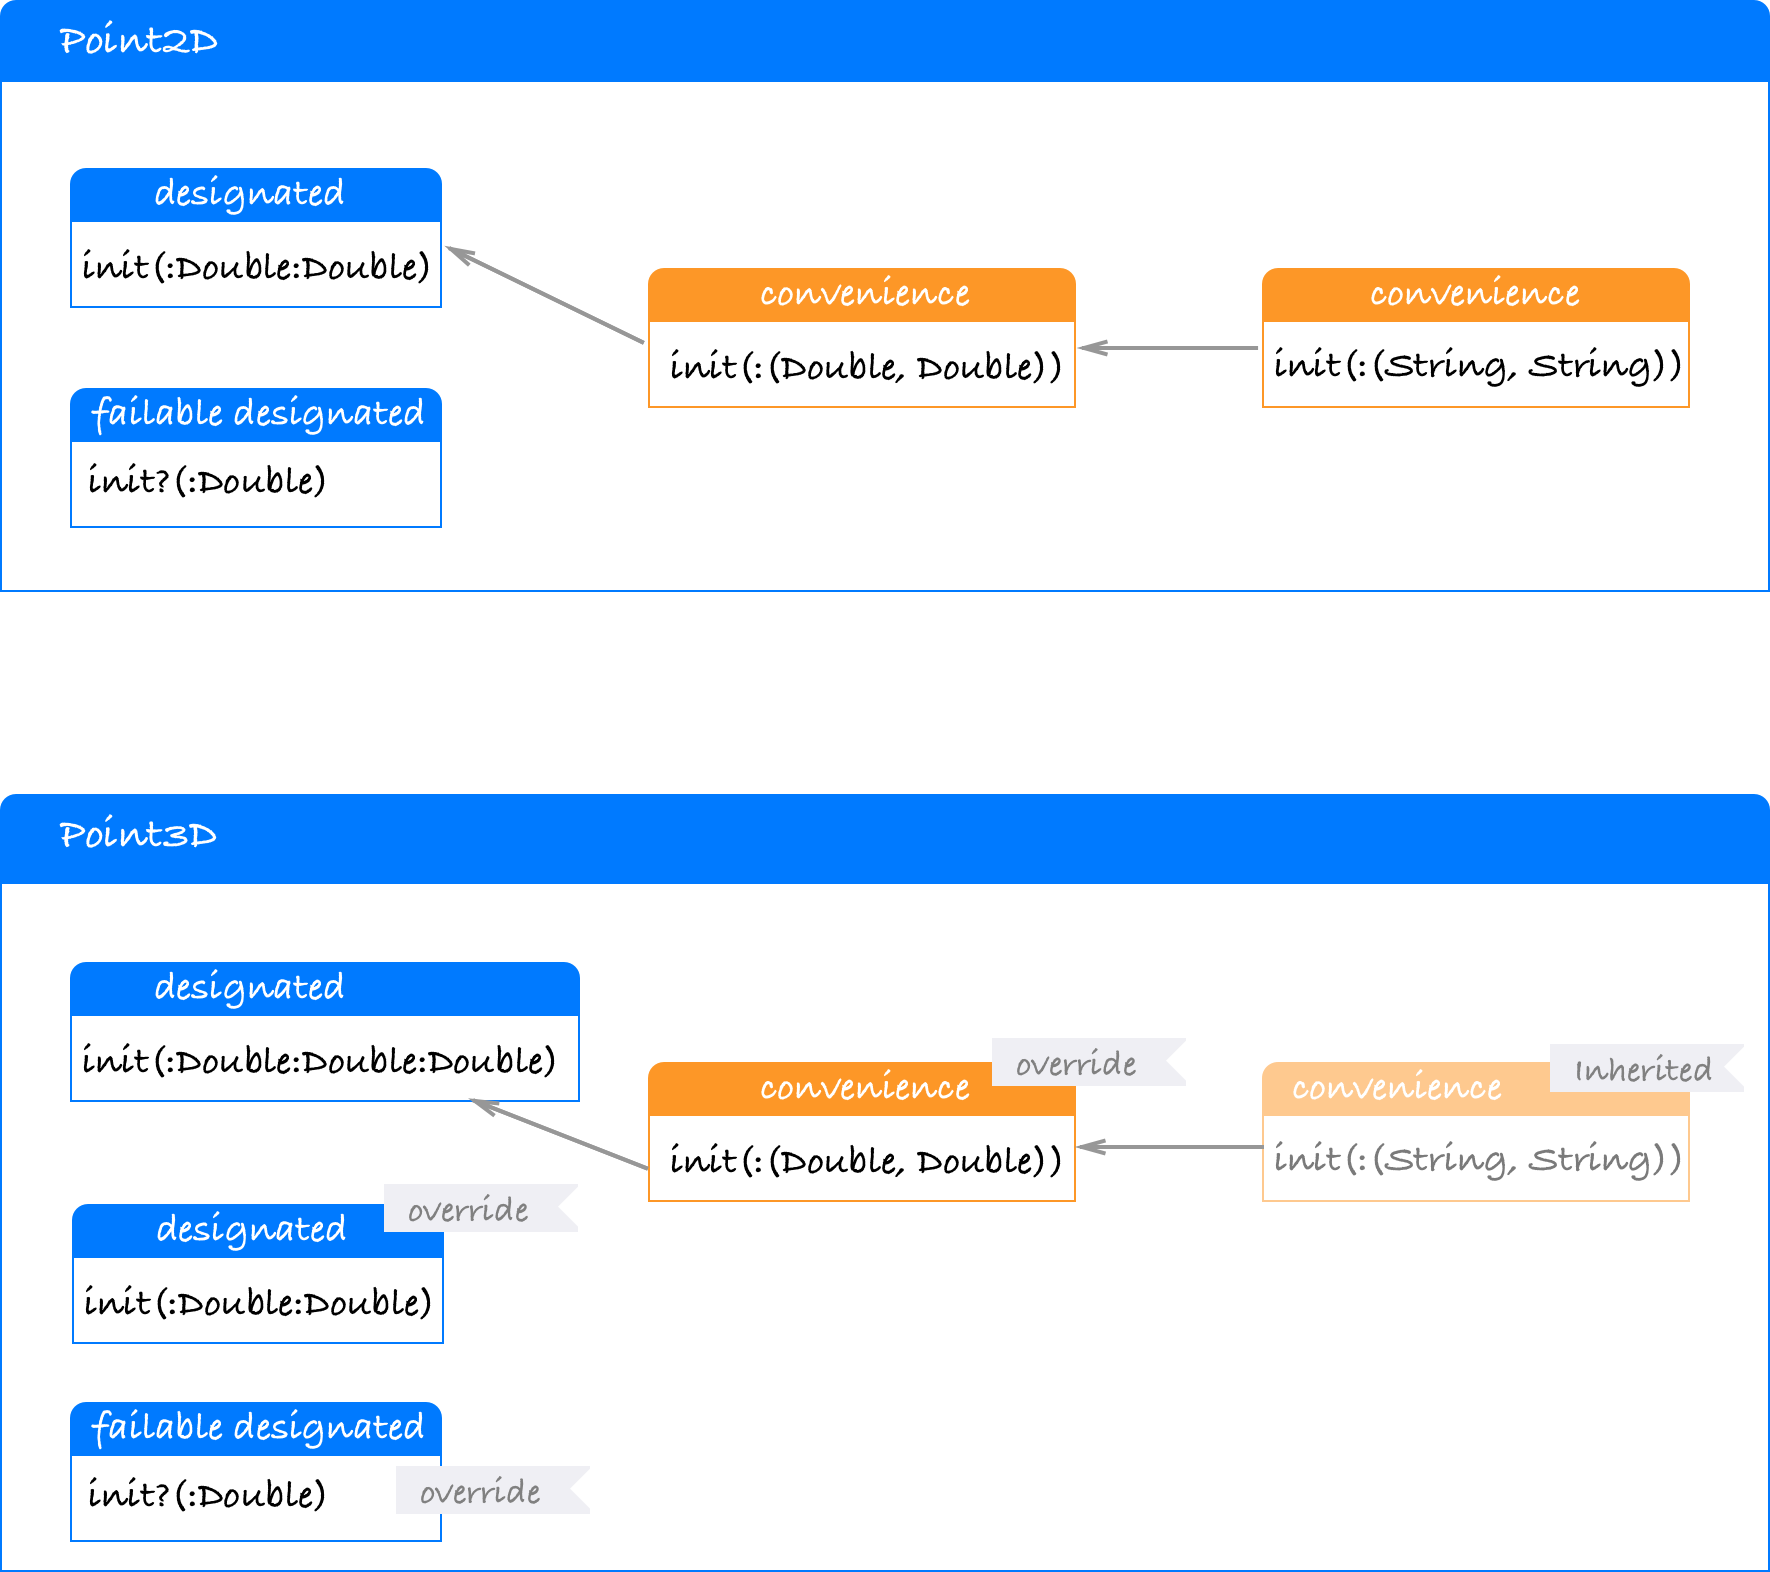 Point2D
designated
init(:Double:Double)
convenience
init(:(Double, Double))
convenience
init(:(String, String))
failable designated
init?(:Double)
Point3D
designated
init(:Double:Double:Double)
convenience
override
init(:(Double, Double))
convenience
Inherited
init(:(String, String))
designated
override
init(:Double:Double)
failable designated
init?(:Double)
override